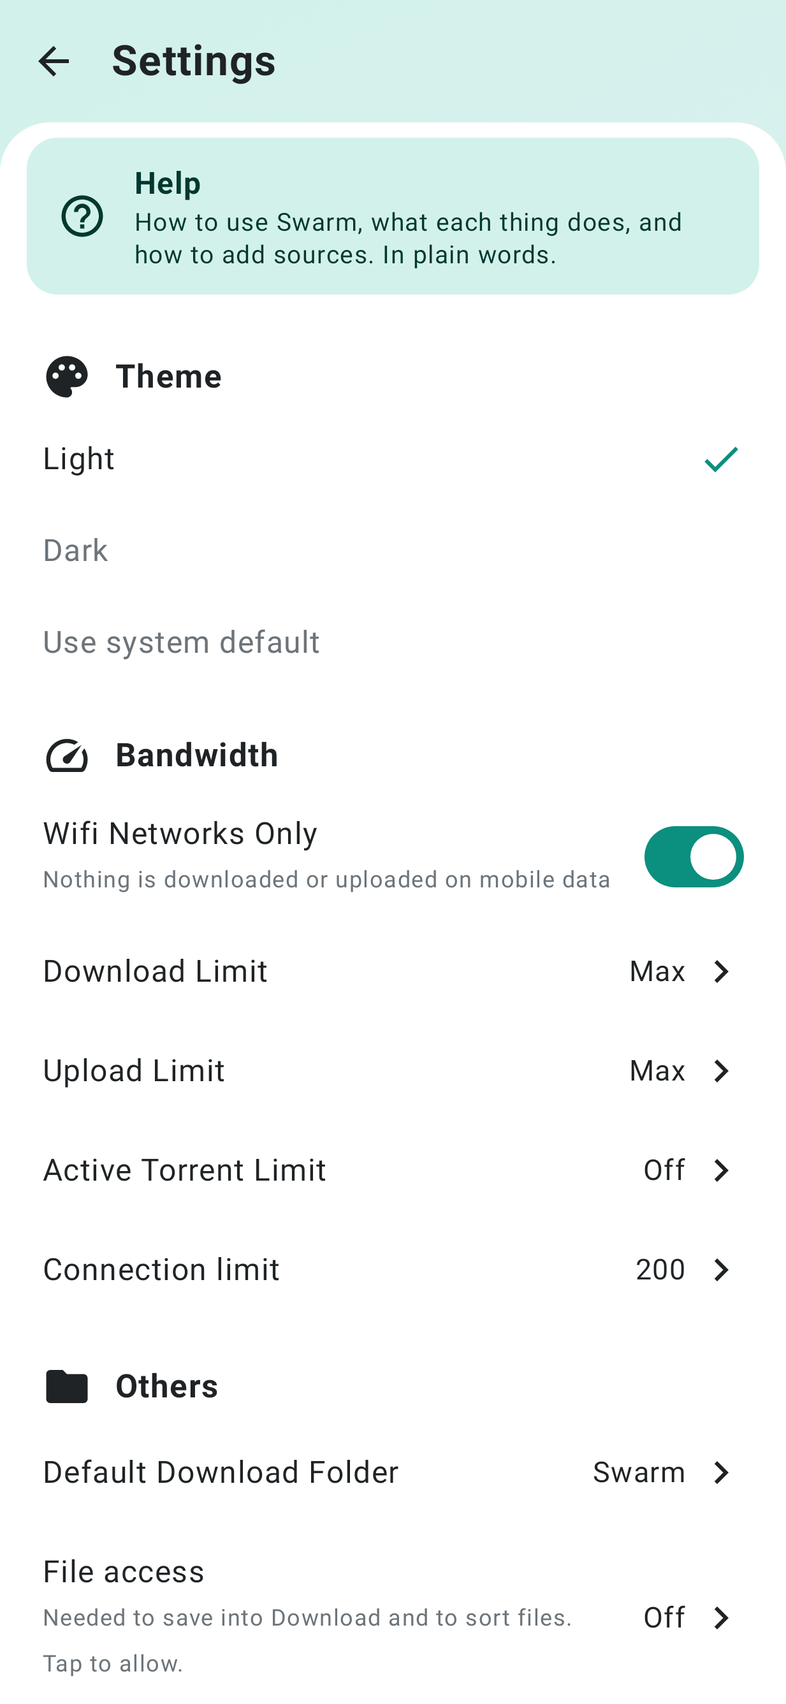 Settings
Help
How to use Swarm, what each thing does, and
how to add sources. In plain words.
Theme
Light
Dark
Use system default
Bandwidth
Wifi Networks Only
Nothing is downloaded or uploaded on mobile data
Download Limit Max
Upload Limit Max
Active Torrent Limit Off
Connection limit 200
Others
Default Download Folder Swarm
File access
Needed to save into Download and to sort files. Off
Tap to allow.